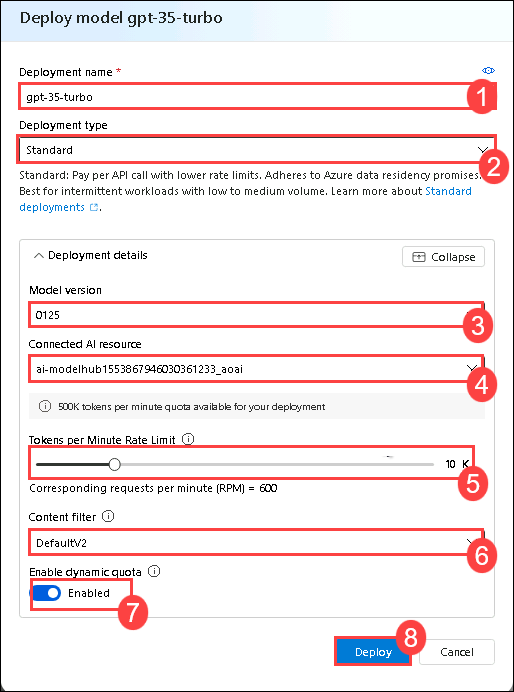 Deploy model gpt-35-turbo
Deployment name *
gpt-35-turbo
1
Deployment type
Standard
2
Standard: Pay per API call with lower rate limits. Adheres to Azure data residency promises.
Best for intermittent workloads with low to medium volume. Learn more about Standard
deployments.
Deployment details
Collapse
Model version
0125
3
Connected AI resource
ai-modelhub1553867946030361233_aoai
4
500K tokens per minute quota available for your deployment
Tokens per Minute Rate Limit
10 K
5
Corresponding requests per minute (RPM) = 600
Content filter
DefaultV2
6
Enable dynamic quota
Enabled
7
8
Deploy
Cancel